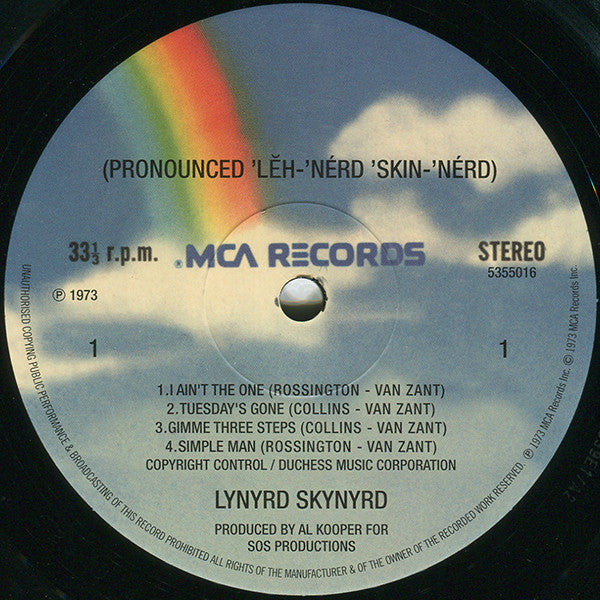 (PRONOUNCED 'LĔH-'NÉRD 'SKIN-'NÉRD)
33⅓ r.p.m.
®MCA RECORDS
STEREO
5355016
℗ 1973
1
1
1.I AIN'T THE ONE (ROSSINGTON - VAN ZANT)
2.TUESDAY'S GONE (COLLINS - VAN ZANT)
3.GIMME THREE STEPS (COLLINS - VAN ZANT)
4.SIMPLE MAN (ROSSINGTON - VAN ZANT)
COPYRIGHT CONTROL / DUCHESS MUSIC CORPORATION
LYNYRD SKYNYRD
PRODUCED BY AL KOOPER FOR
SOS PRODUCTIONS
UNAUTHORISED COPYING PUBLIC PERFORMANCE & BROADCASTING OF THIS RECORD PROHIBITED ALL RIGHTS OF THE MANUFACTURER & OF THE OWNER OF THE RECORDED WORK RESERVED. ℗ 1973 MCA Records Inc. © 1973 MCA Records Inc.